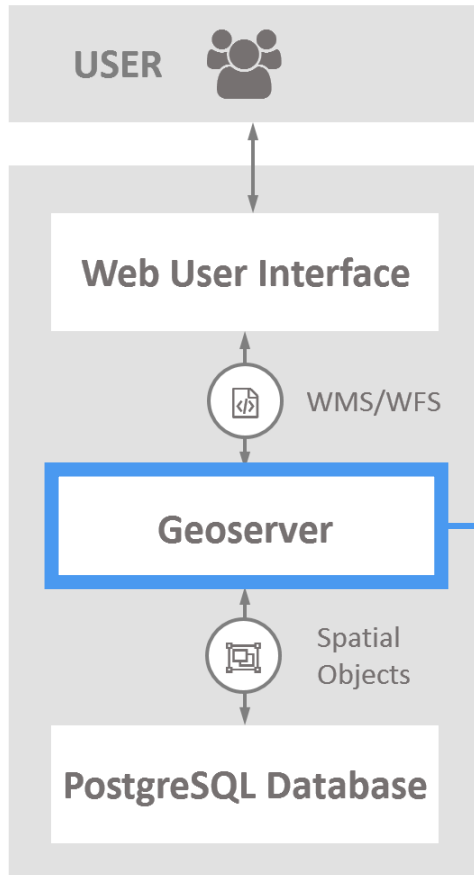 USER
Web User Interface
WMS/WFS
Geoserver
Spatial
Objects
PostgreSQL Database